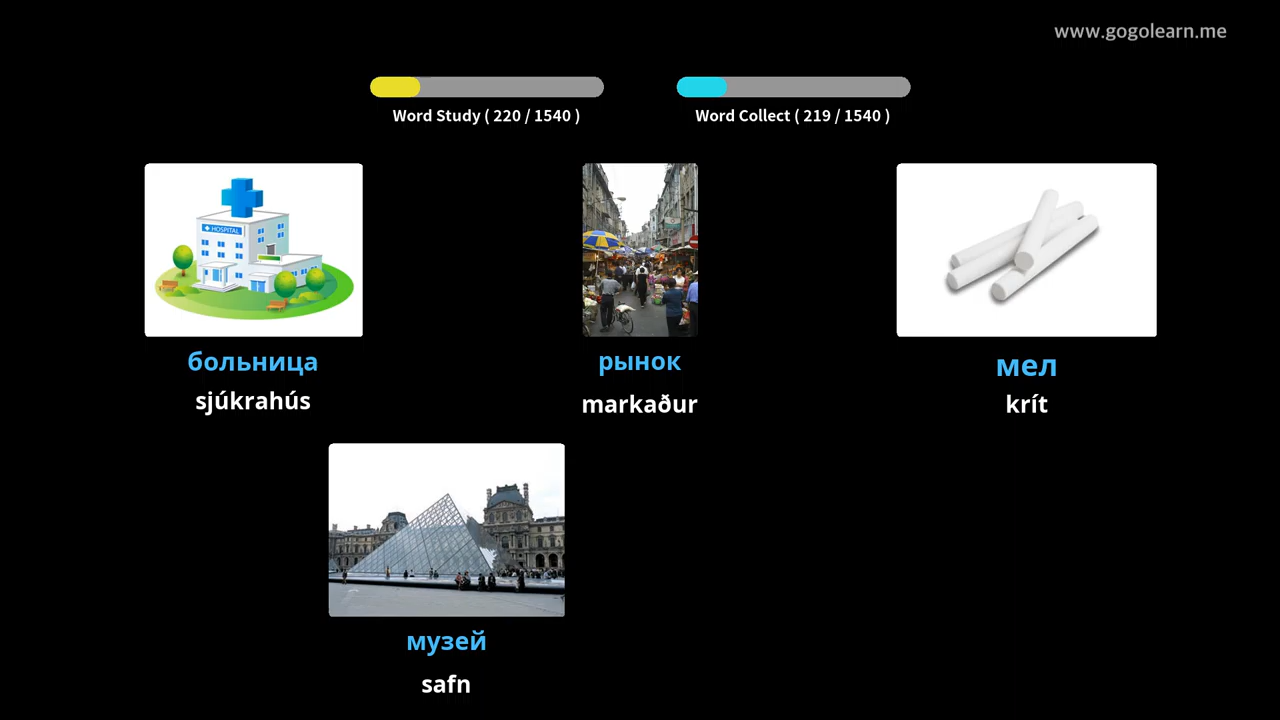 www.gogolearn.me
Word Study ( 220 / 1540 )
Word Collect ( 219 / 1540 )
HOSPITAL
больница
рынок
мел
sjúkrahús
markaður
krít
музей
safn